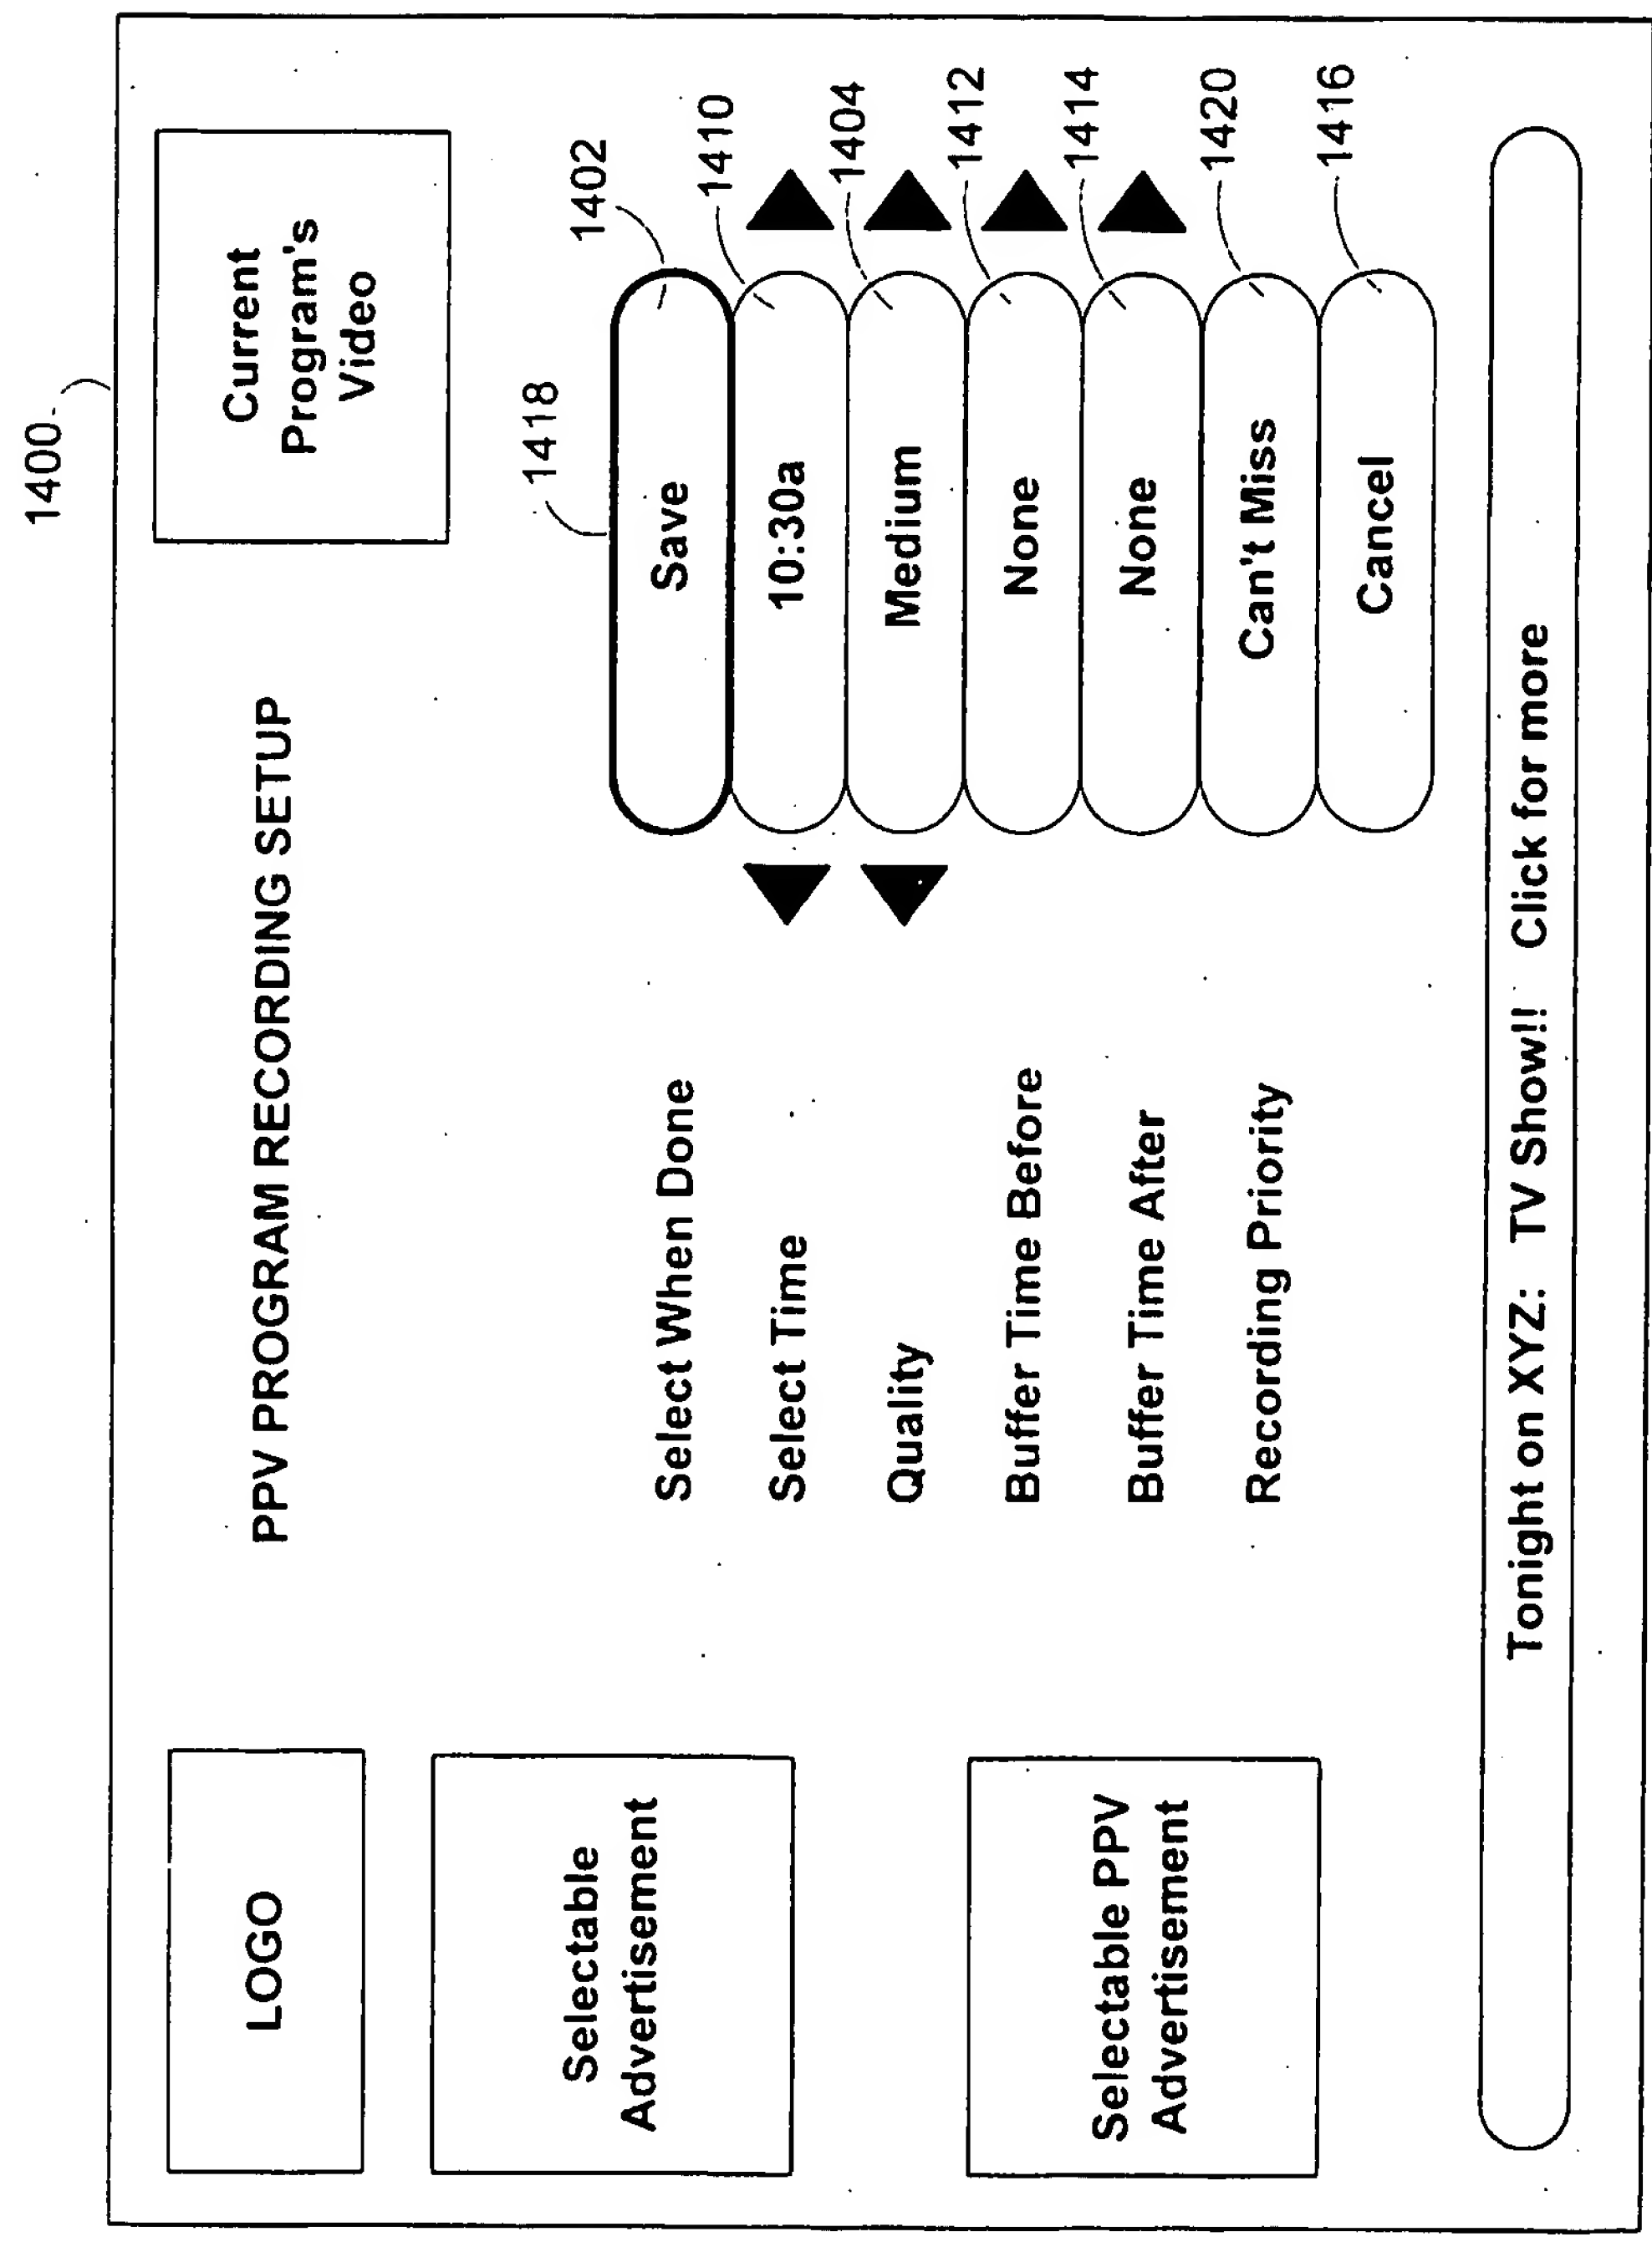 1400
LOGO
PPV PROGRAM RECORDING SETUP
Current
Program's
Video
Selectable
Advertisement
Selectable PPV
Advertisement
1418
1402
Select When Done
Save
Select Time
10:30a
1410
Quality
Medium
1404
Buffer Time Before
None
1412
Buffer Time After
None
1414
Recording Priority
Can't Miss
1420
Cancel
1416
Tonight on XYZ: TV Show!! Click for more